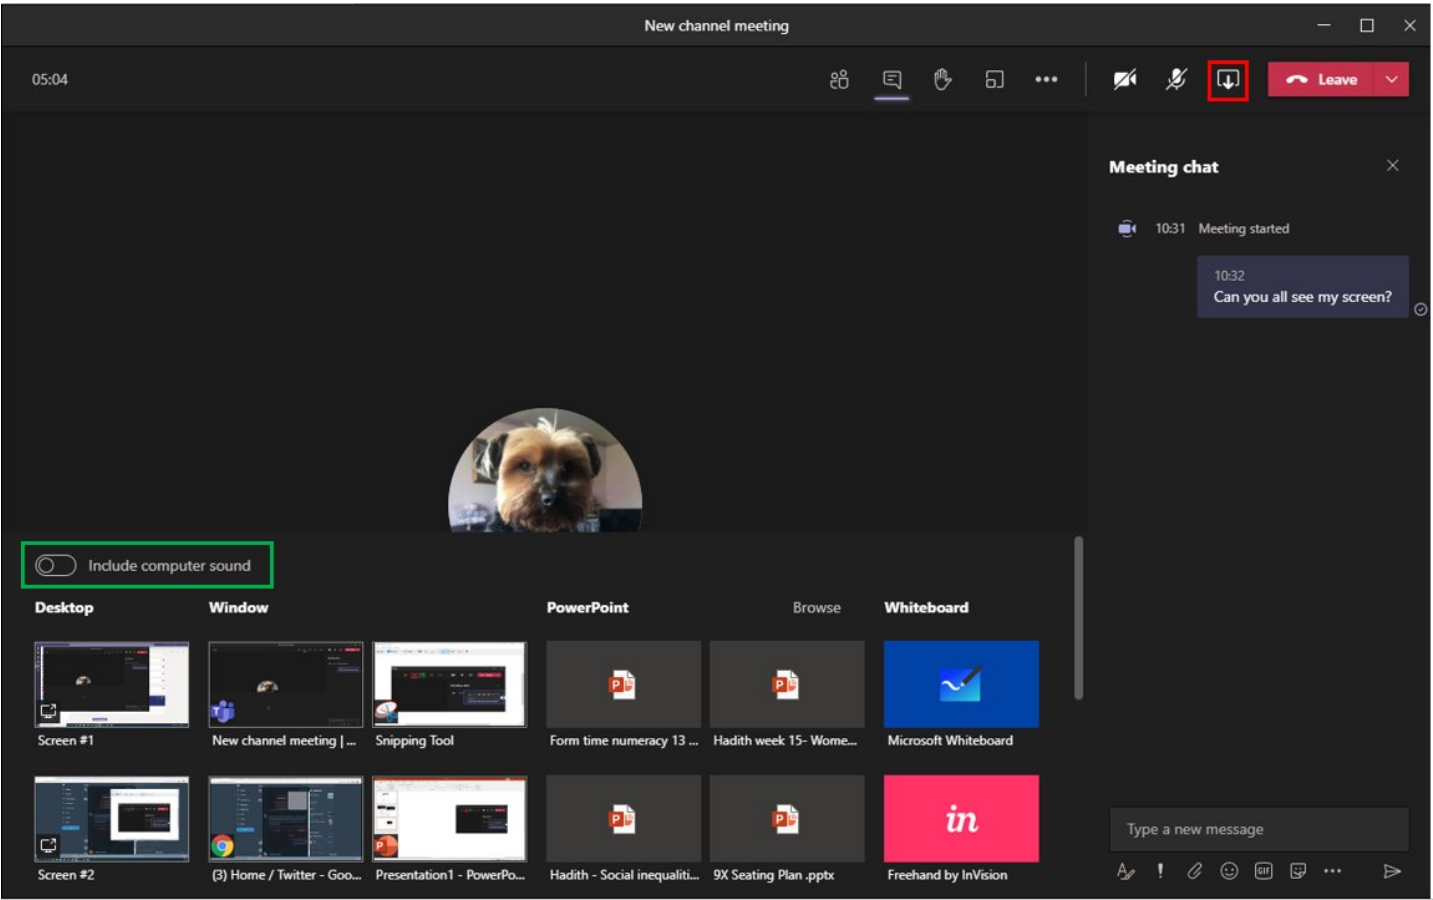 New channel meeting
05:04
Leave
Meeting chat
10:31 Meeting started
10:32
Can you all see my screen?
Include computer sound
Desktop
Window
PowerPoint
Browse
Whiteboard
Screen #1
New channel meeting | ...
Snipping Tool
Form time numeracy 13 ...
Hadith week 15- Wome...
Microsoft Whiteboard
in
Screen #2
(3) Home / Twitter - Goo...
Presentation1 - PowerPo...
Hadith - Social inequaliti...
9X Seating Plan .pptx
Freehand by InVision
Type a new message
GIF